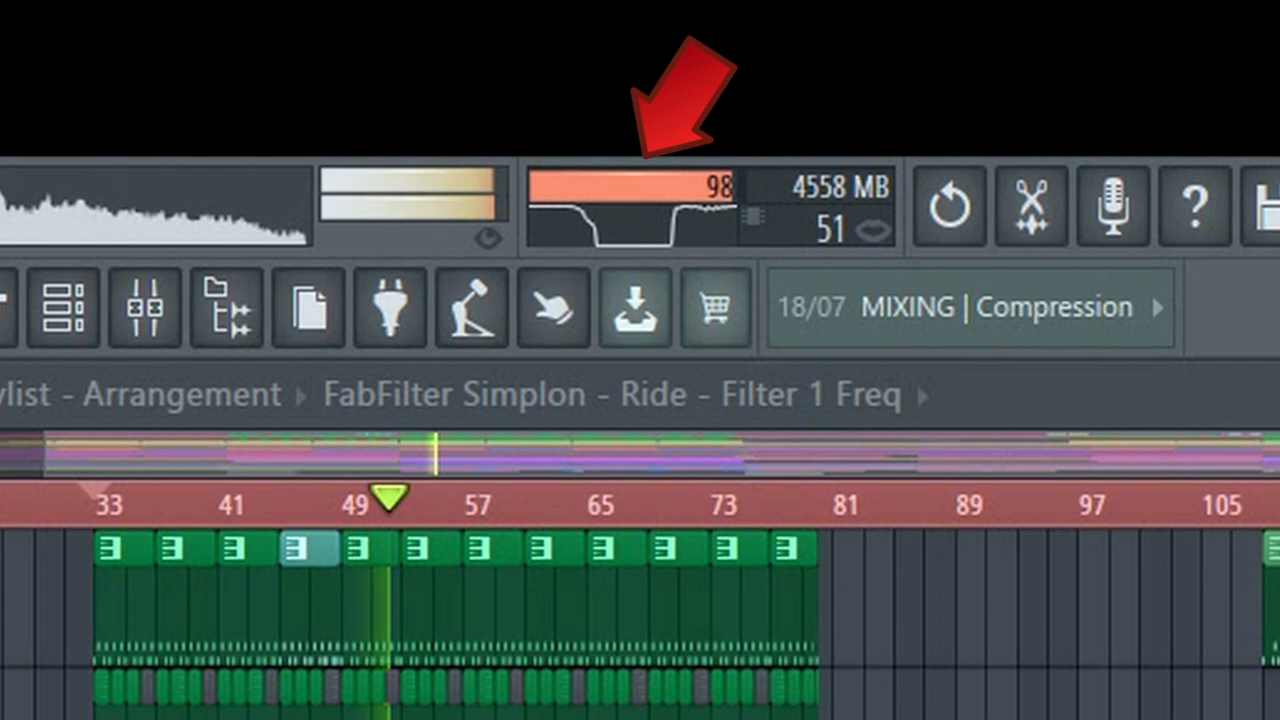 98
4558 MB
51
?
18/07 MIXING | Compression
ylist - Arrangement FabFilter Simplon - Ride - Filter 1 Freq
33 41 49 57 65 73 81 89 97 105